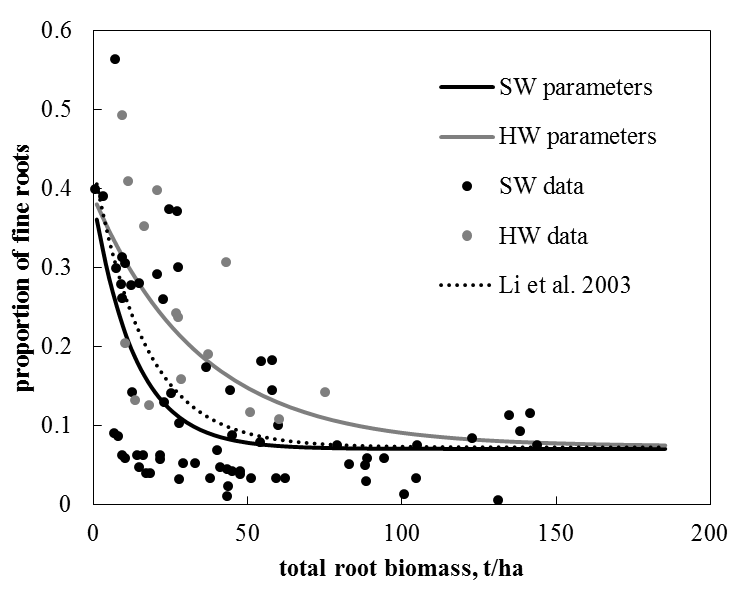 0.6
0.5
0.4
0.3
0.2
0.1
0
proportion of fine roots
SW parameters
HW parameters
SW data
HW data
Li et al. 2003
0 50 100 150 200
total root biomass, t/ha